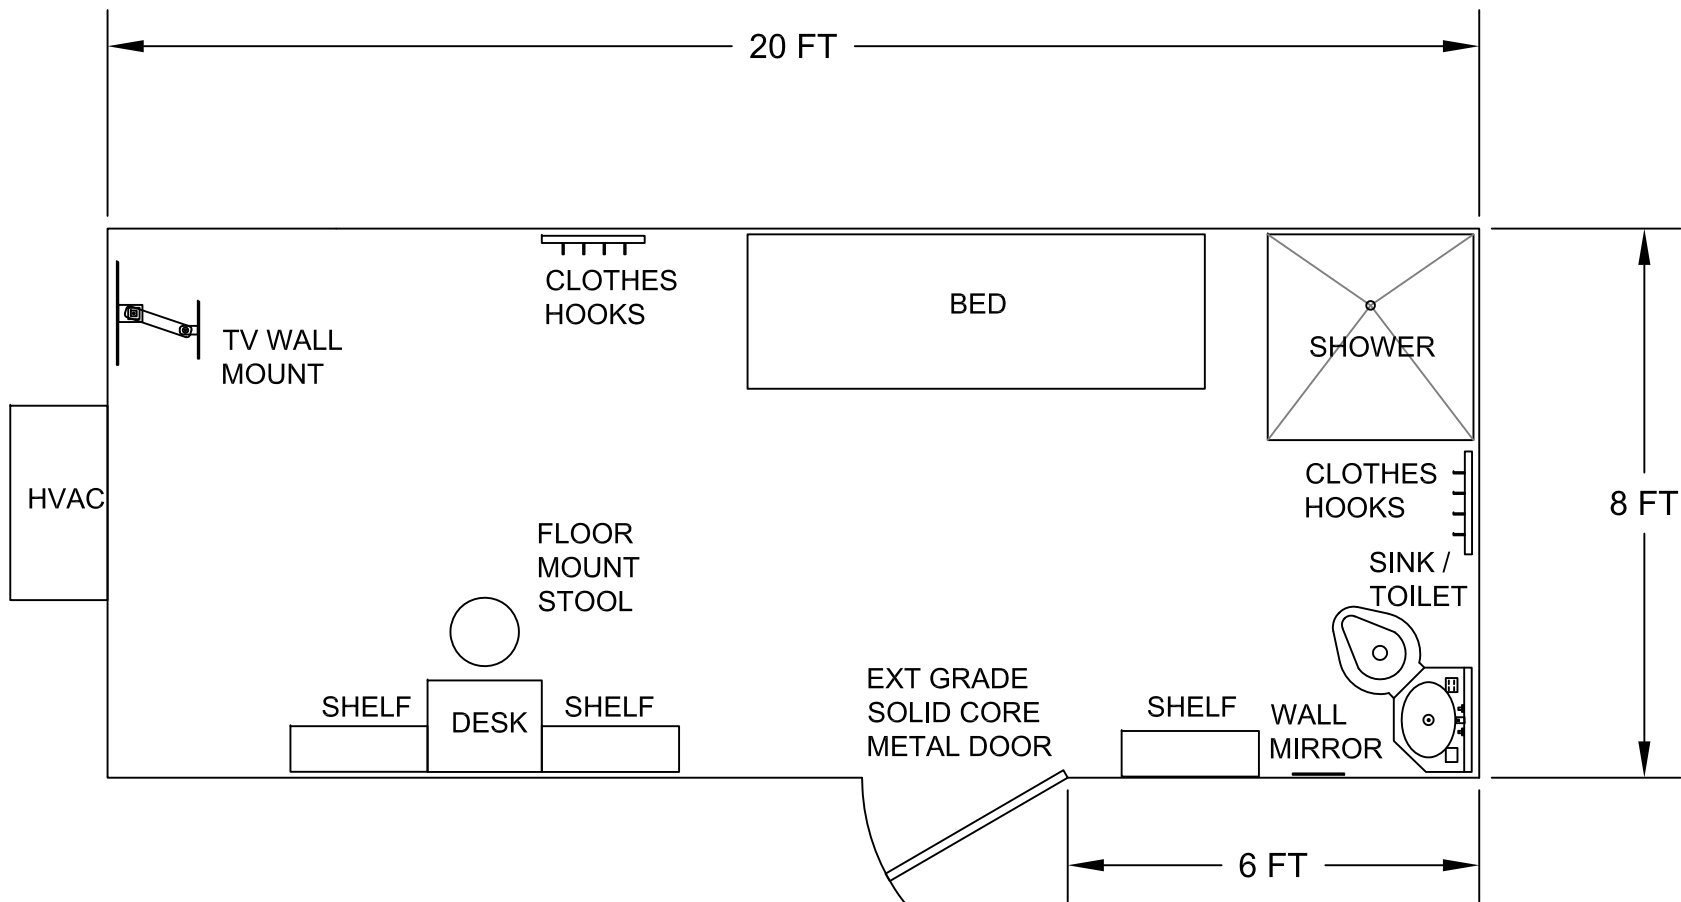 20 FT
CLOTHES
HOOKS
BED
TV WALL
MOUNT
SHOWER
HVAC
CLOTHES
HOOKS
8 FT
FLOOR
MOUNT
STOOL
SINK /
TOILET
SHELF
DESK
SHELF
EXT GRADE
SOLID CORE
METAL DOOR
SHELF
WALL
MIRROR
6 FT